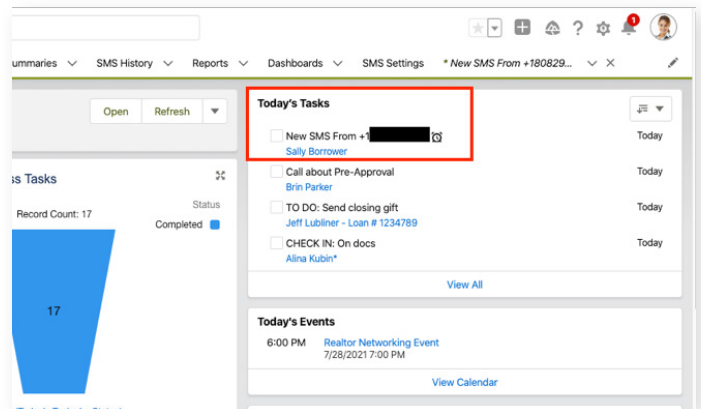 1
ummaries SMS History Reports Dashboards SMS Settings * New SMS From +180829...
Open Refresh
ss Tasks
Record Count: 17
Status
Completed
17
Today's Tasks
New SMS From +1 Today
Sally Borrower
Call about Pre-Approval Today
Brin Parker
TO DO: Send closing gift Today
Jeff Lubliner - Loan # 1234789
CHECK IN: On docs Today
Alina Kubin*
View All
Today's Events
6:00 PM Realtor Networking Event
7/28/2021 7:00 PM
View Calendar